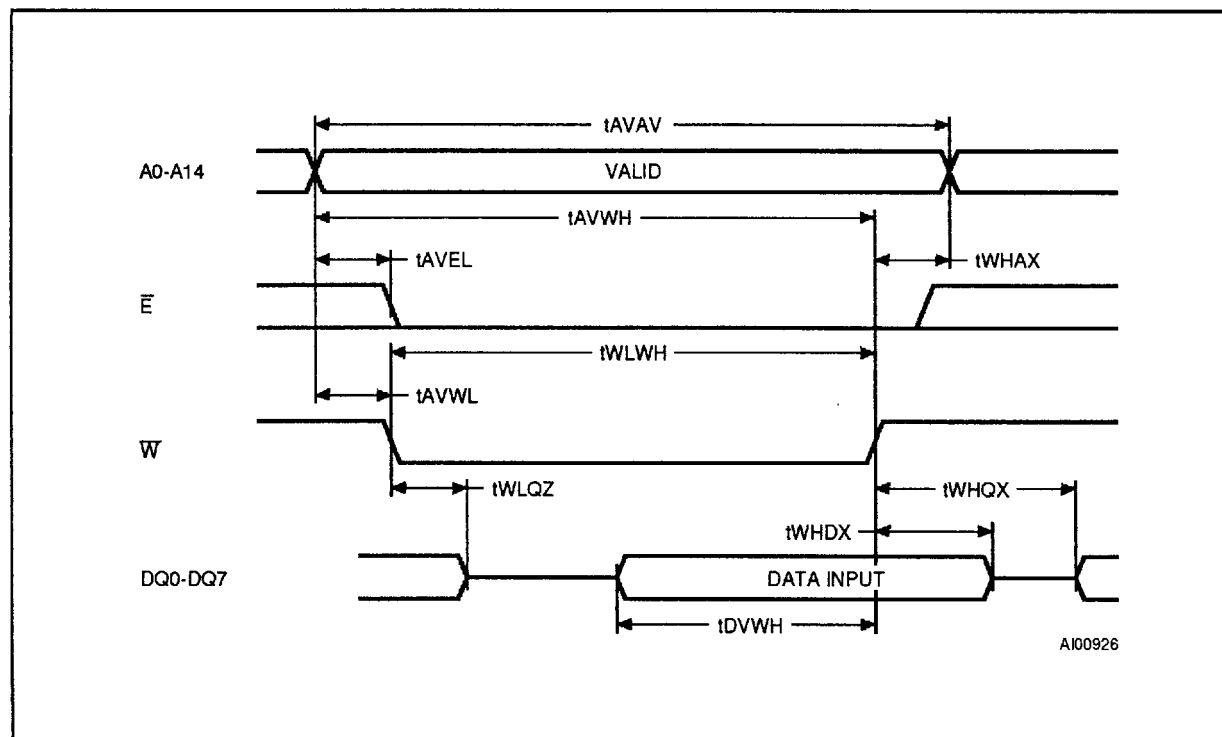 tAVAV
A0-A14
VALID
tAVWH
tAVEL
tWHAX
E̅
tWLWH
tAVWL
W̅
tWLQZ
tWHQX
tWHDX
DQ0-DQ7
DATA INPUT
tDVWH
AI00926